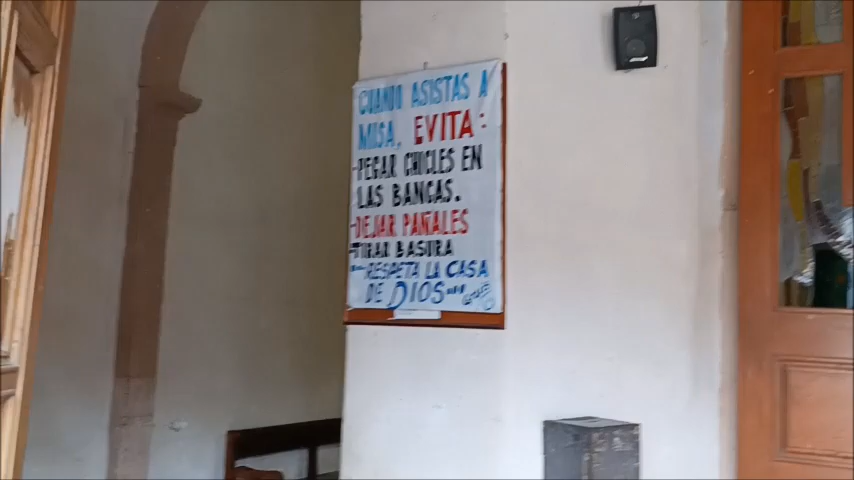 CUANDO ASISTAS A
MISA, EVITA:
-PEGAR CHICLES EN
LAS BANCAS.
-DEJAR PAÑALES
-TIRAR BASURA
"RESPETA LA CASA
DE DIOS"